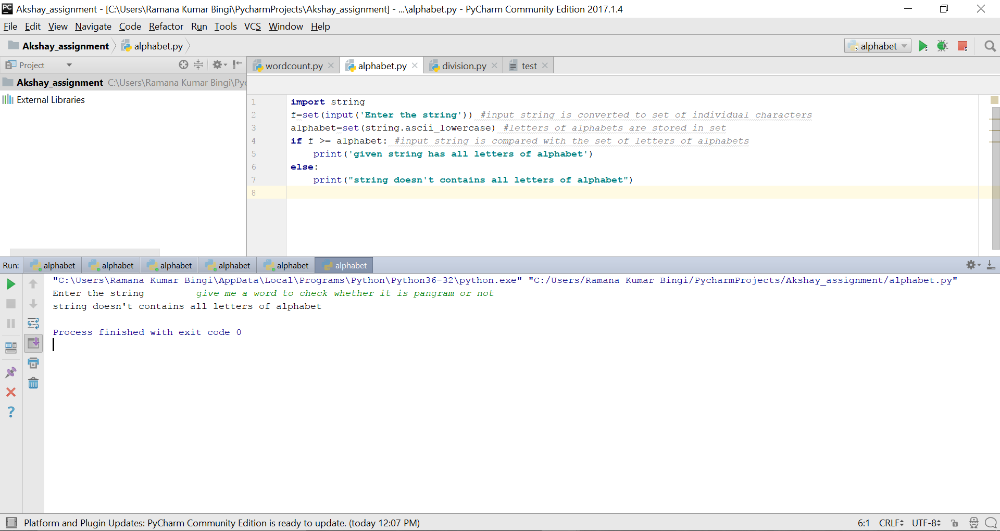 Akshay_assignment - [C:\Users\Ramana Kumar Bingi\PycharmProjects\Akshay_assignment] - ...\alphabet.py - PyCharm Community Edition 2017.1.4
File Edit View Navigate Code Refactor Run Tools VCS Window Help
Akshay_assignment alphabet.py alphabet
Project wordcount.py alphabet.py division.py test
Akshay_assignment C:\Users\Ramana Kumar Bingi\Pyc
External Libraries
1 import string
2 f=set(input('Enter the string')) #input string is converted to set of individual characters
3 alphabet=set(string.ascii_lowercase) #letters of alphabets are stored in set
4 if f >= alphabet: #input string is compared with the set of letters of alphabets
5 print('given string has all letters of alphabet')
6 else:
7 print("string doesn't contains all letters of alphabet")
8
Run: alphabet alphabet alphabet alphabet alphabet alphabet
"C:\Users\Ramana Kumar Bingi\AppData\Local\Programs\Python\Python36-32\python.exe" "C:/Users/Ramana Kumar Bingi/PycharmProjects/Akshay_assignment/alphabet.py"
Enter the string give me a word to check whether it is pangram or not
string doesn't contains all letters of alphabet
Process finished with exit code 0
Platform and Plugin Updates: PyCharm Community Edition is ready to update. (today 12:07 PM) 6:1 CRLF UTF-8